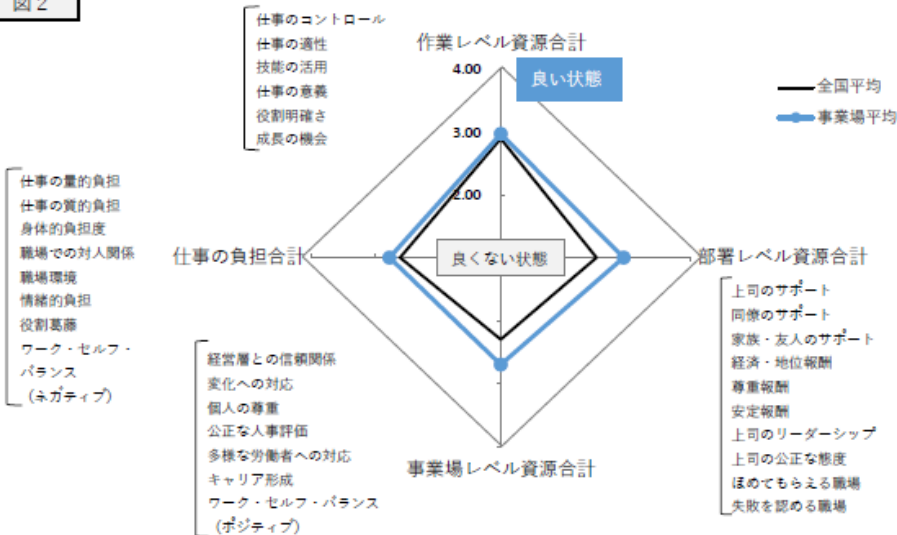 図2
仕事のコントロール
仕事の適性
技能の活用
仕事の意義
役割明確さ
成長の機会
作業レベル資源合計
4.00
良い状態
3.00
2.00
全国平均
事業場平均
仕事の量的負担
仕事の質的負担
身体的負担度
職場での対人関係
職場環境
情緒的負担
役割葛藤
ワーク・セルフ・
バランス
（ネガティブ）
仕事の負担合計
良くない状態
部署レベル資源合計
上司のサポート
同僚のサポート
家族・友人のサポート
経済・地位報酬
尊重報酬
安定報酬
上司のリーダーシップ
上司の公正な態度
ほめてもらえる職場
失敗を認める職場
経営層との信頼関係
変化への対応
個人の尊重
公正な人事評価
多様な労働者への対応
キャリア形成
ワーク・セルフ・バランス
（ポジティブ）
事業場レベル資源合計